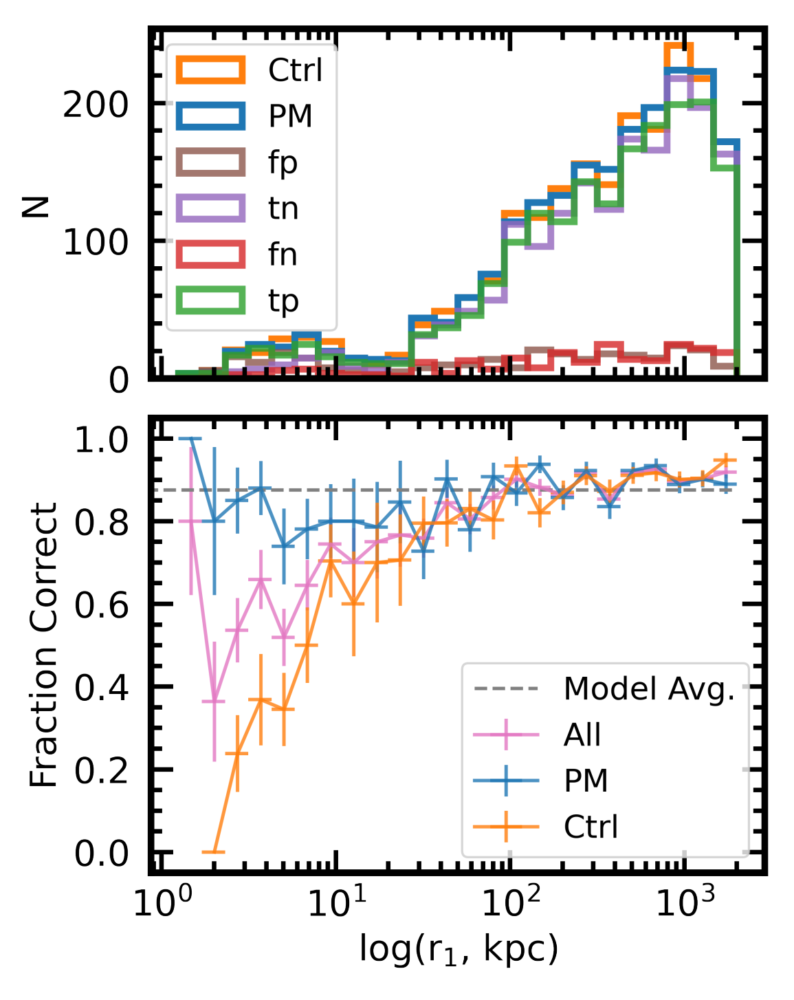 N
200
100
0
Ctrl
PM
fp
tn
fn
tp
Fraction Correct
1.0
0.8
0.6
0.4
0.2
0.0
Model Avg.
All
PM
Ctrl
10⁰ 10¹ 10² 10³
log(r₁, kpc)